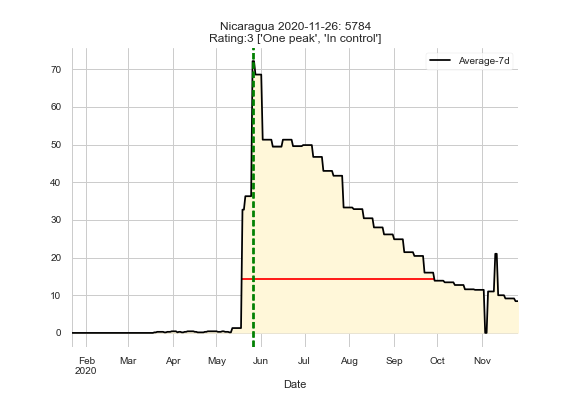 Nicaragua 2020-11-26: 5784
Rating:3 ['One peak', 'In control']
Average-7d
70
60
50
40
30
20
10
0
Feb Mar Apr May Jun Jul Aug Sep Oct Nov
2020
Date